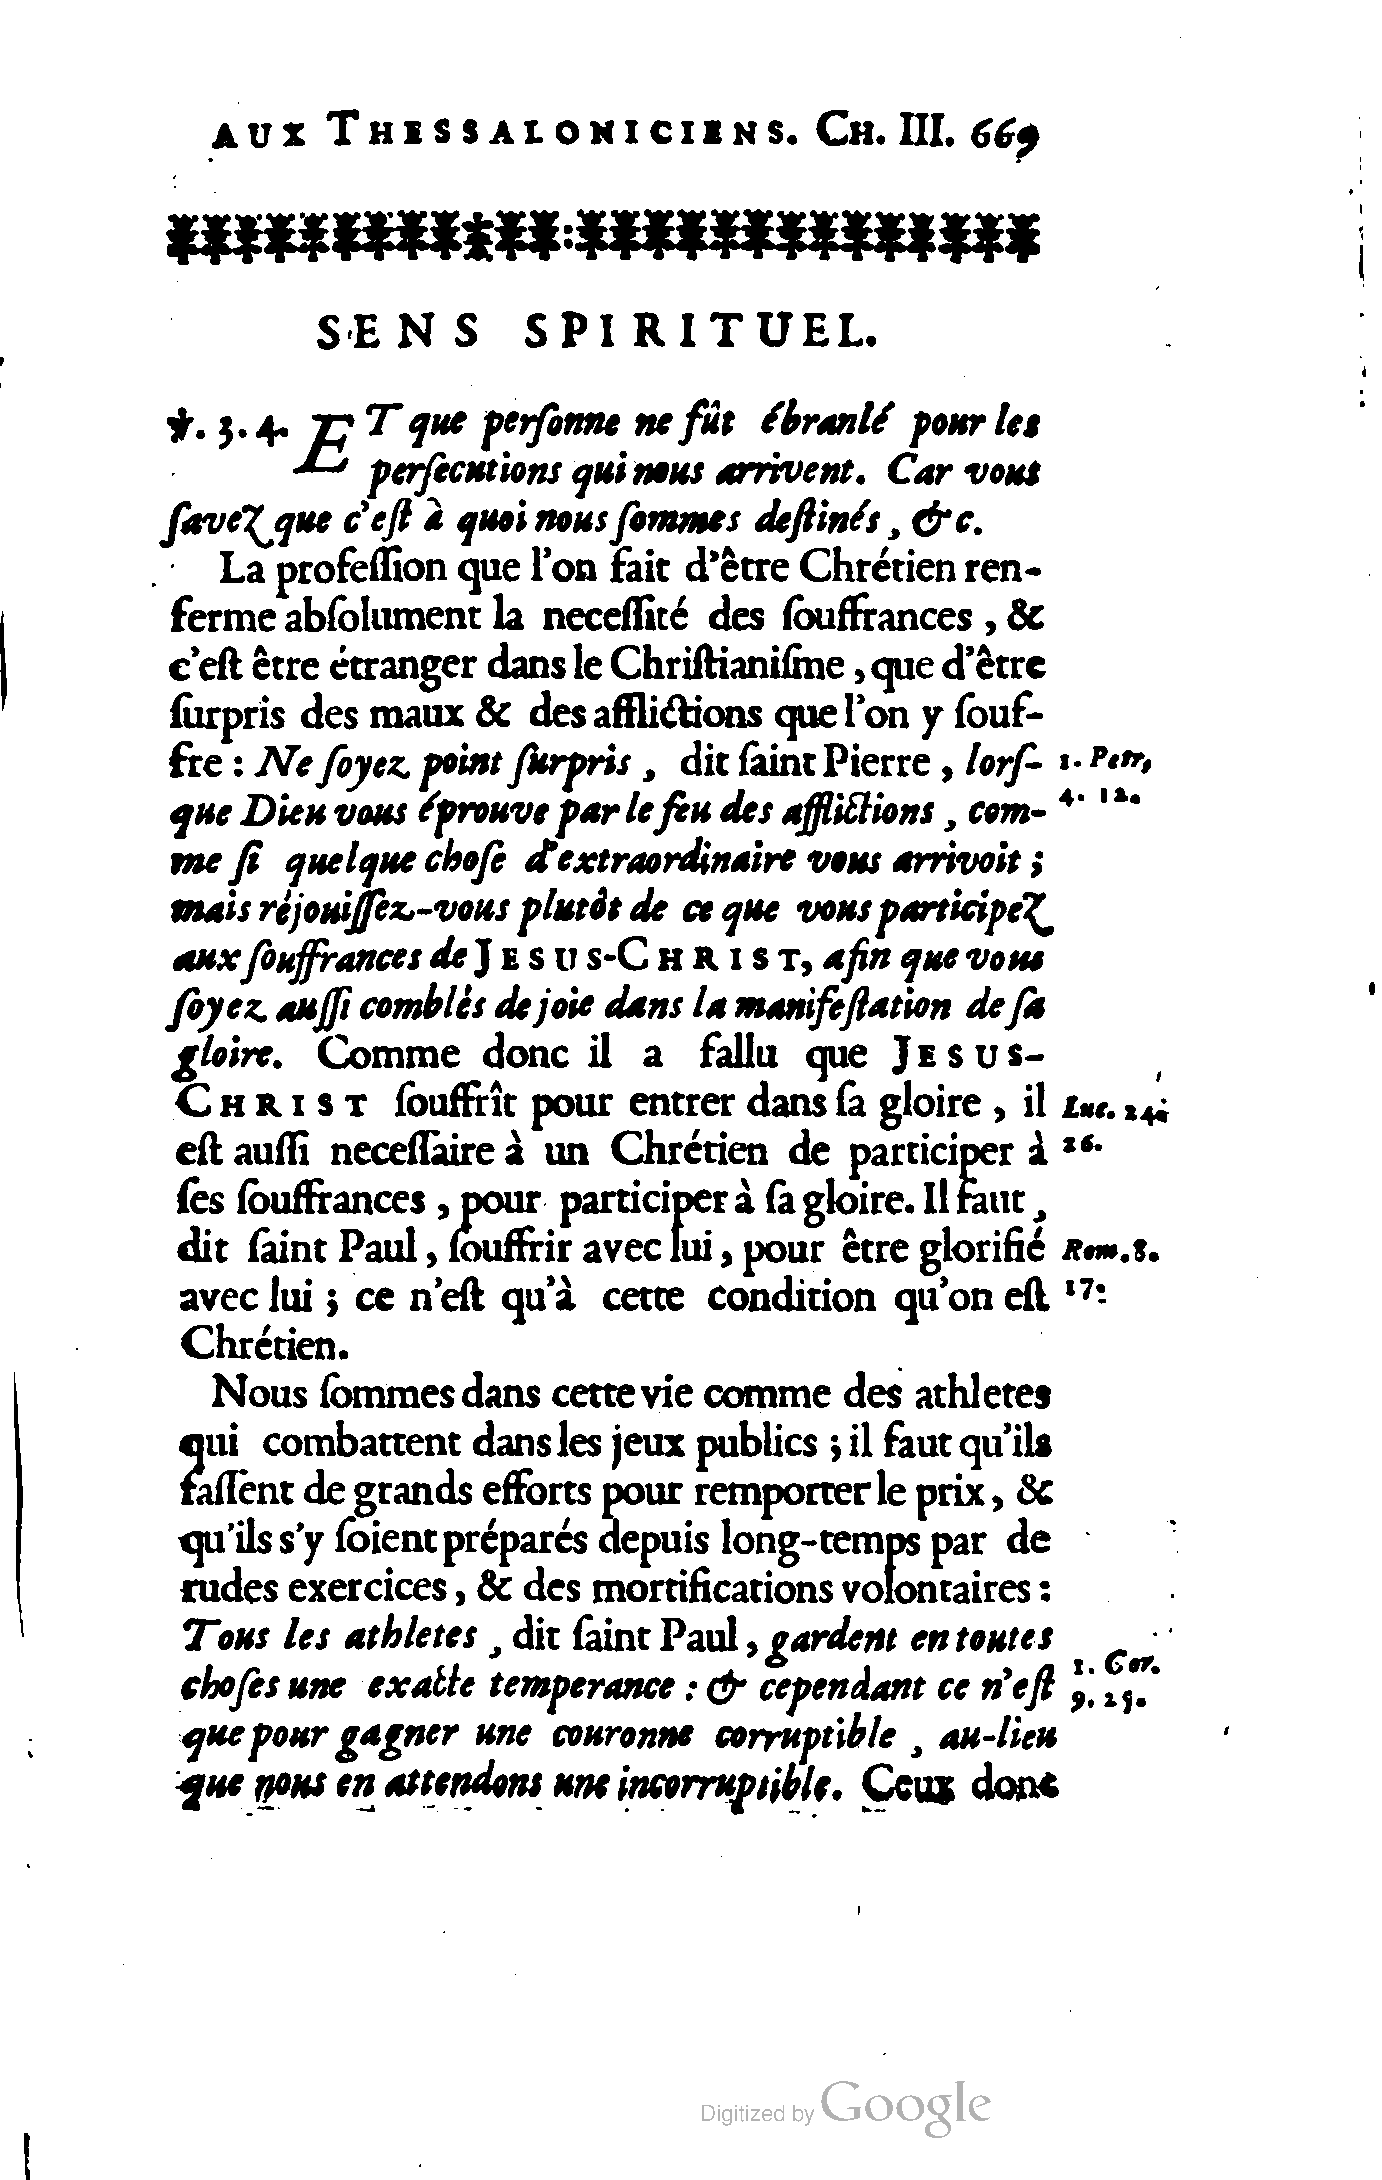 AUX THESSALONICIENS. CH. III. 669
SENS SPIRITUEL.
℣. 3. 4. ET que perſonne ne fût ébranlé pour les
perſecutions qui nous arrivent. Car vous
ſavez que c'eſt à quoi nous ſommes deſtinés, &c.
La profeſſion que l'on fait d'être Chrétien ren-
ferme abſolument la neceſſité des ſouffrances, &
c'eſt être étranger dans le Chriſtianiſme, que d'être
ſurpris des maux & des afflictions que l'on y ſouf-
fre : Ne ſoyez point ſurpris, dit ſaint Pierre, lorſ- 1. Petr,
que Dieu vous éprouve par le feu des afflictions, com- 4. 12.
me ſi quelque choſe d'extraordinaire vous arrivoit ;
mais réjouiſſez-vous plutôt de ce que vous participez
aux ſouffrances de JESUS-CHRIST, afin que vous
ſoyez auſſi comblés de joie dans la manifeſtation de ſa
gloire. Comme donc il a fallu que JESUS-
CHRIST ſouffrît pour entrer dans ſa gloire, il Luc. 24.
eſt auſſi neceſſaire à un Chrétien de participer à 26.
ſes ſouffrances, pour participer à ſa gloire. Il faut,
dit ſaint Paul, ſouffrir avec lui, pour être glorifié Rom. 8.
avec lui ; ce n'eſt qu'à cette condition qu'on eſt 17.
Chrétien.
Nous ſommes dans cette vie comme des athletes
qui combattent dans les jeux publics ; il faut qu'ils
faſſent de grands efforts pour remporter le prix, &
qu'ils s'y ſoient préparés depuis long-temps par de
rudes exercices, & des mortifications volontaires :
Tous les athletes, dit ſaint Paul, gardent en toutes
choſes une exacte temperance : & cependant ce n'eſt 1. Cor.
que pour gagner une couronne corruptible, au-lieu 9. 25.
que nous en attendons une incorruptible. Ceux donc
Digitized by Google